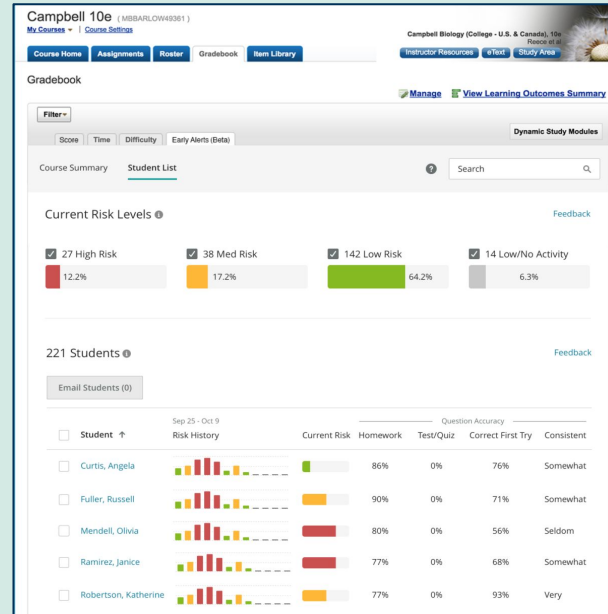 Campbell 10e ( MBBARLOW49361 )
My Courses Course Settings
Campbell Biology (College - U.S. & Canada), 10e
Reece et al
Course Home Assignments Roster Gradebook Item Library
Instructor Resources eText Study Area
Gradebook
Manage View Learning Outcomes Summary
Filter
Dynamic Study Modules
Score Time Difficulty Early Alerts (Beta)
Course Summary Student List ? Search
Current Risk Levels Feedback
27 High Risk 38 Med Risk 142 Low Risk 14 Low/No Activity
12.2% 17.2% 64.2% 6.3%
221 Students Feedback
Email Students (0)
Sep 25 - Oct 9 Question Accuracy
Student ↑ Risk History Current Risk Homework Test/Quiz Correct First Try Consistent
Curtis, Angela 86% 0% 76% Somewhat
Fuller, Russell 90% 0% 71% Somewhat
Mendell, Olivia 80% 0% 56% Seldom
Ramirez, Janice 77% 0% 68% Somewhat
Robertson, Katherine 77% 0% 93% Very